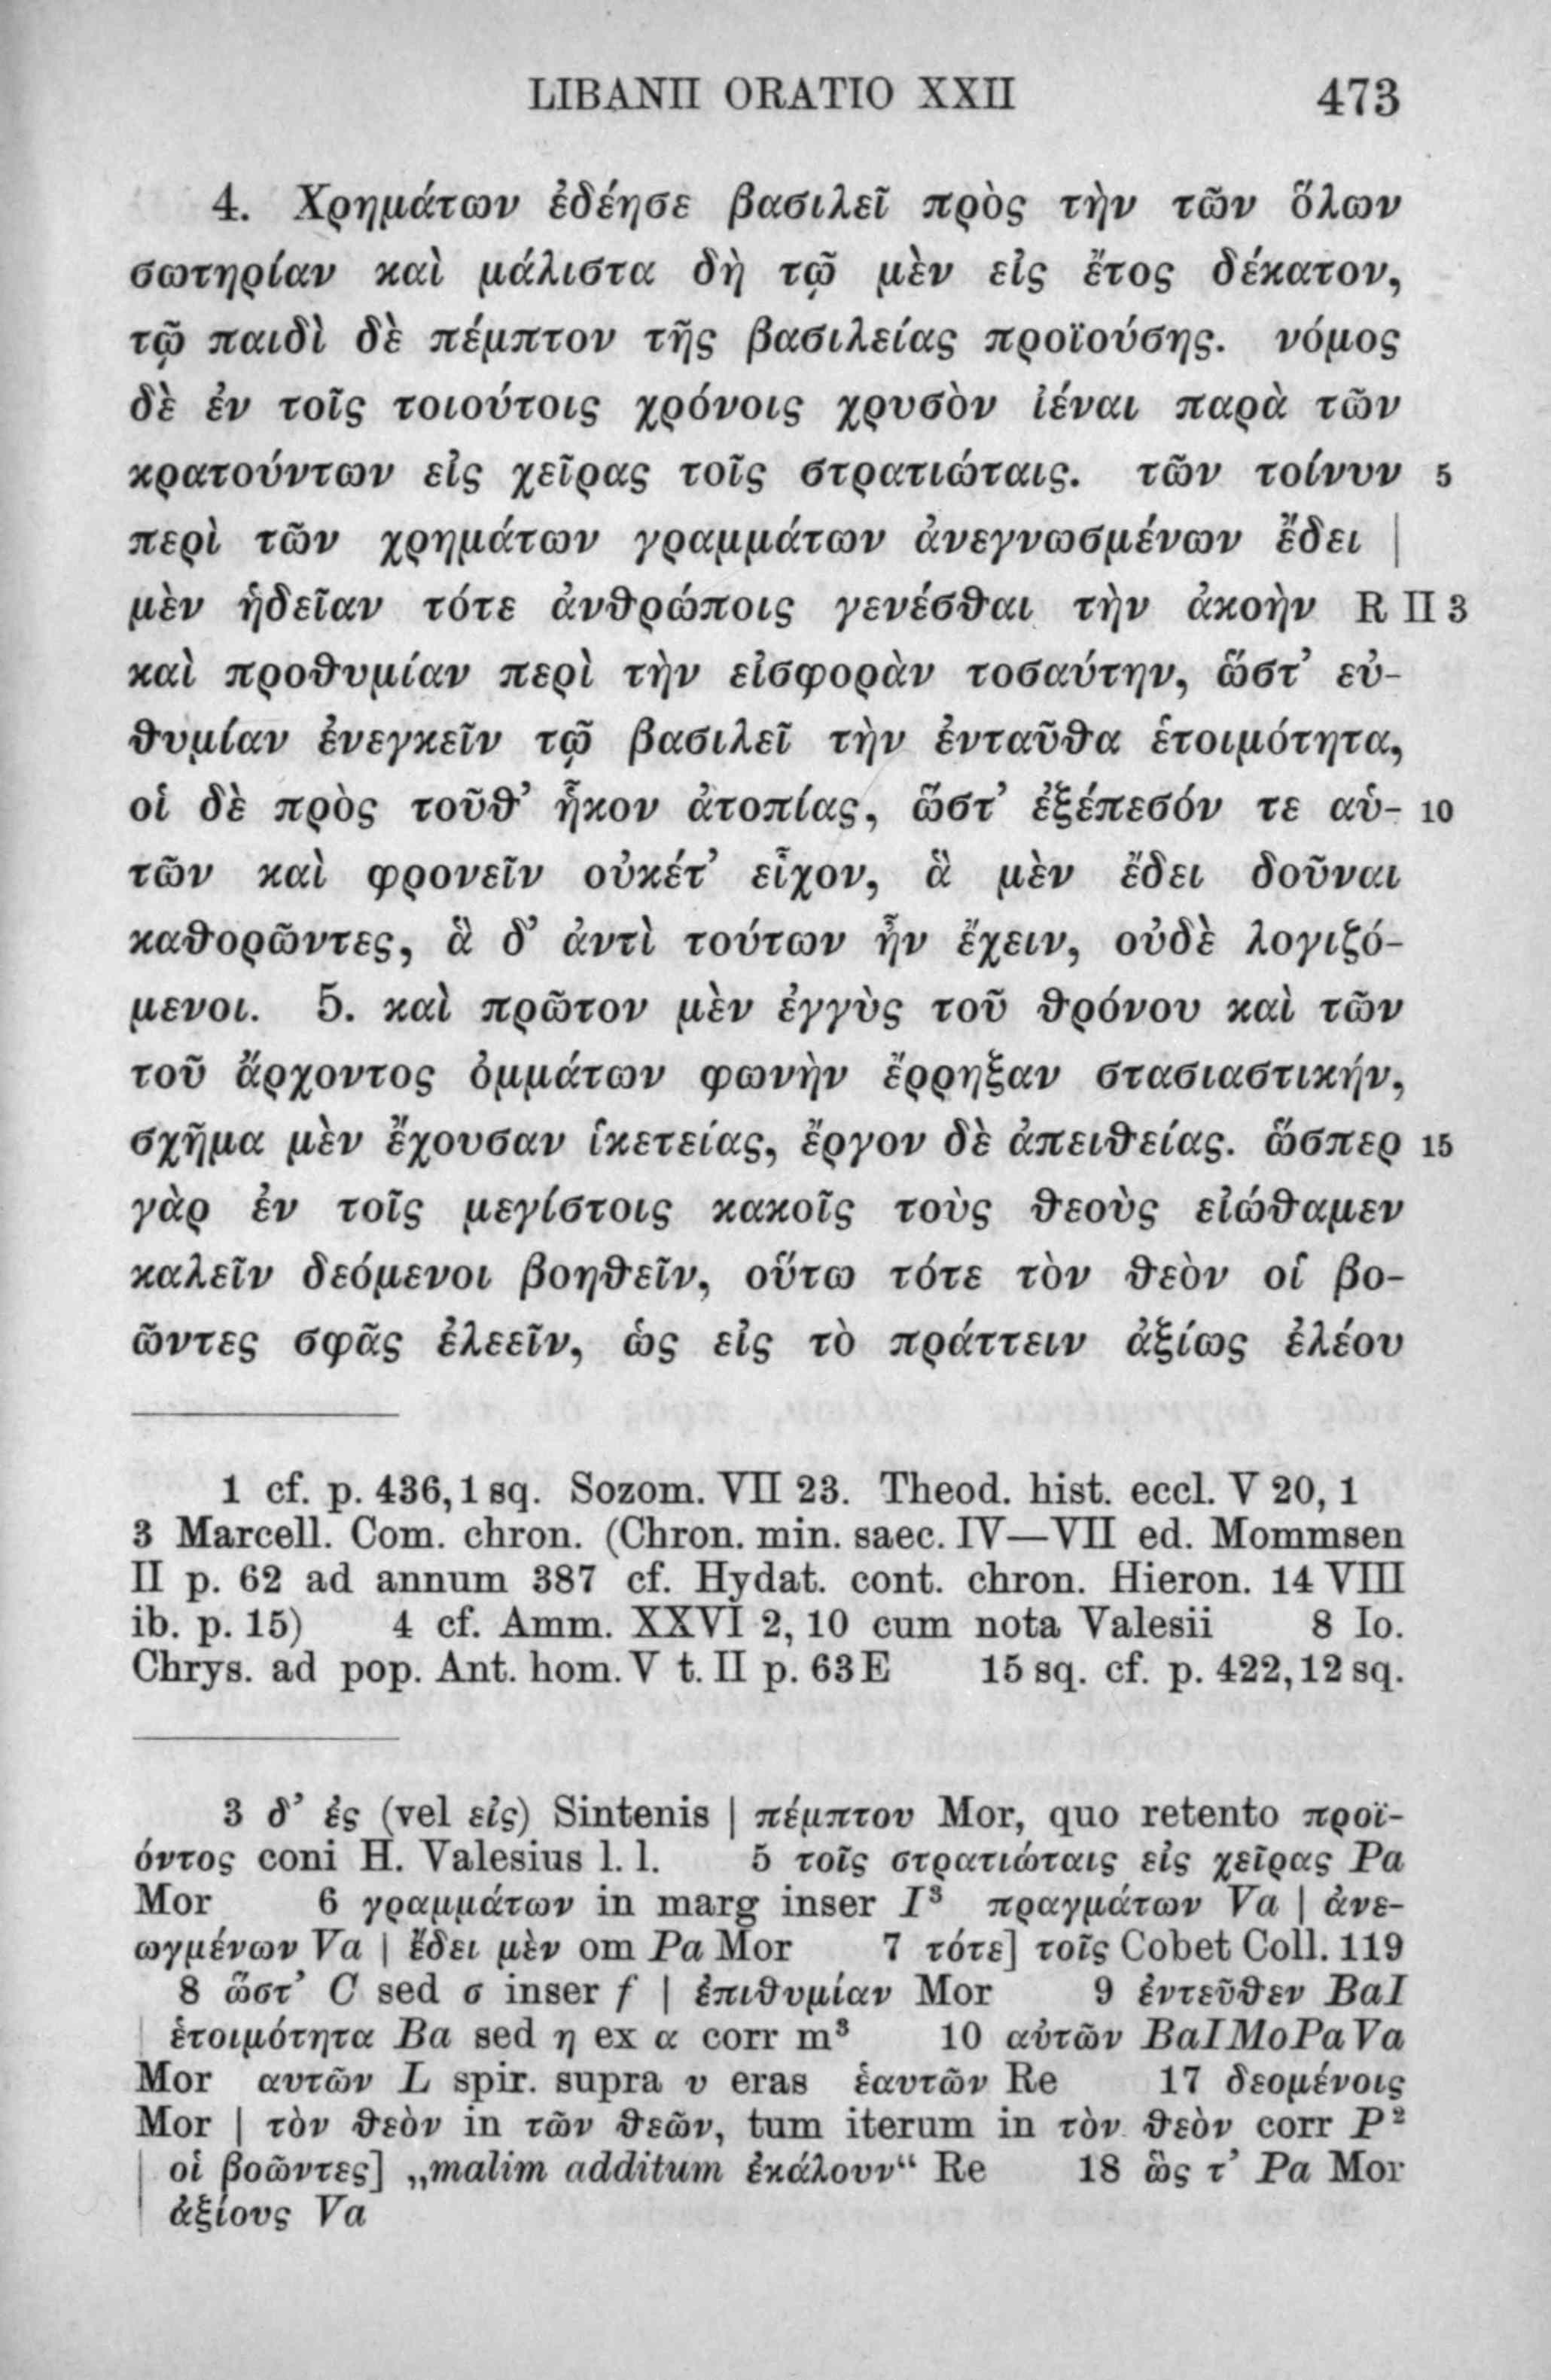 LIBANII ORATIO XXII 473
4. Χρημάτων ἐδέησε βασιλεῖ πρὸς τὴν τῶν ὅλων
σωτηρίαν καὶ μάλιστα δὴ τῷ μὲν εἰς ἔτος δέκατον,
τῷ παιδὶ δὲ πέμπτον τῆς βασιλείας προϊούσης. νόμος
δὲ ἐν τοῖς τοιούτοις χρόνοις χρυσὸν ἰέναι παρὰ τῶν
κρατούντων εἰς χεῖρας τοῖς στρατιώταις. τῶν τοίνυν 5
περὶ τῶν χρημάτων γραμμάτων ἀνεγνωσμένων ἔδει |
μὲν ἡδεῖαν τότε ἀνθρώποις γενέσθαι τὴν ἀκοὴν R II 3
καὶ προθυμίαν περὶ τὴν εἰσφορὰν τοσαύτην, ὥστ’ εὐ-
θυμίαν ἐνεγκεῖν τῷ βασιλεῖ τὴν ἐνταῦθα ἑτοιμότητα,
οἱ δὲ πρὸς τοῦθ’ ἧκον ἀτοπίας, ὥστ’ ἐξέπεσόν τε αὑ- 10
τῶν καὶ φρονεῖν οὐκέτ’ εἶχον, ἃ μὲν ἔδει δοῦναι
καθορῶντες, ἃ δ’ ἀντὶ τούτων ἦν ἔχειν, οὐδὲ λογιζό-
μενοι. 5. καὶ πρῶτον μὲν ἐγγὺς τοῦ θρόνου καὶ τῶν
τοῦ ἄρχοντος ὀμμάτων φωνὴν ἔρρηξαν στασιαστικήν,
σχῆμα μὲν ἔχουσαν ἱκετείας, ἔργον δὲ ἀπειθείας. ὥσπερ 15
γὰρ ἐν τοῖς μεγίστοις κακοῖς τοὺς θεοὺς εἰώθαμεν
καλεῖν δεόμενοι βοηθεῖν, οὕτω τότε τὸν θεὸν οἱ βο-
ῶντες σφᾶς ἐλεεῖν, ὡς εἰς τὸ πράττειν ἀξίως ἐλέου
1 cf. p. 436, 1 sq. Sozom. VII 23. Theod. hist. eccl. V 20, 1
3 Marcell. Com. chron. (Chron. min. saec. IV—VII ed. Mommsen
II p. 62 ad annum 387 cf. Hydat. cont. chron. Hieron. 14 VIII
ib. p. 15) 4 cf. Amm. XXVI 2, 10 cum nota Valesii 8 Io.
Chrys. ad pop. Ant. hom. V t. II p. 63 E 15 sq. cf. p. 422, 12 sq.
3 δ’ ἐς (vel εἰς) Sintenis | πέμπτου Mor, quo retento προϊ-
όντος coni H. Valesius l. l. 5 τοῖς στρατιώταις εἰς χεῖρας Pa
Mor 6 γραμμάτων in marg inser I³ πραγμάτων Va | ἀνε-
ωγμένων Va | ἔδει μὲν om Pa Mor 7 τότε] τοῖς Cobet Coll. 119
8 ὥστ’ C sed σ inser f | ἐπιθυμίαν Mor 9 ἐντεῦθεν BaI
| ἑτοιμότητα Ba sed η ex α corr m³ 10 αὐτῶν BaIMoPaVa
Mor αυτῶν L spir. supra υ eras ἑαυτῶν Re 17 δεομένοις
Mor | τὸν θεὸν in τῶν θεῶν, tum iterum in τὸν θεὸν corr P²
| οἱ βοῶντες] „malim additum ἐκάλουν“ Re 18 ὥς τ’ Pa Mor
| ἀξίους Va